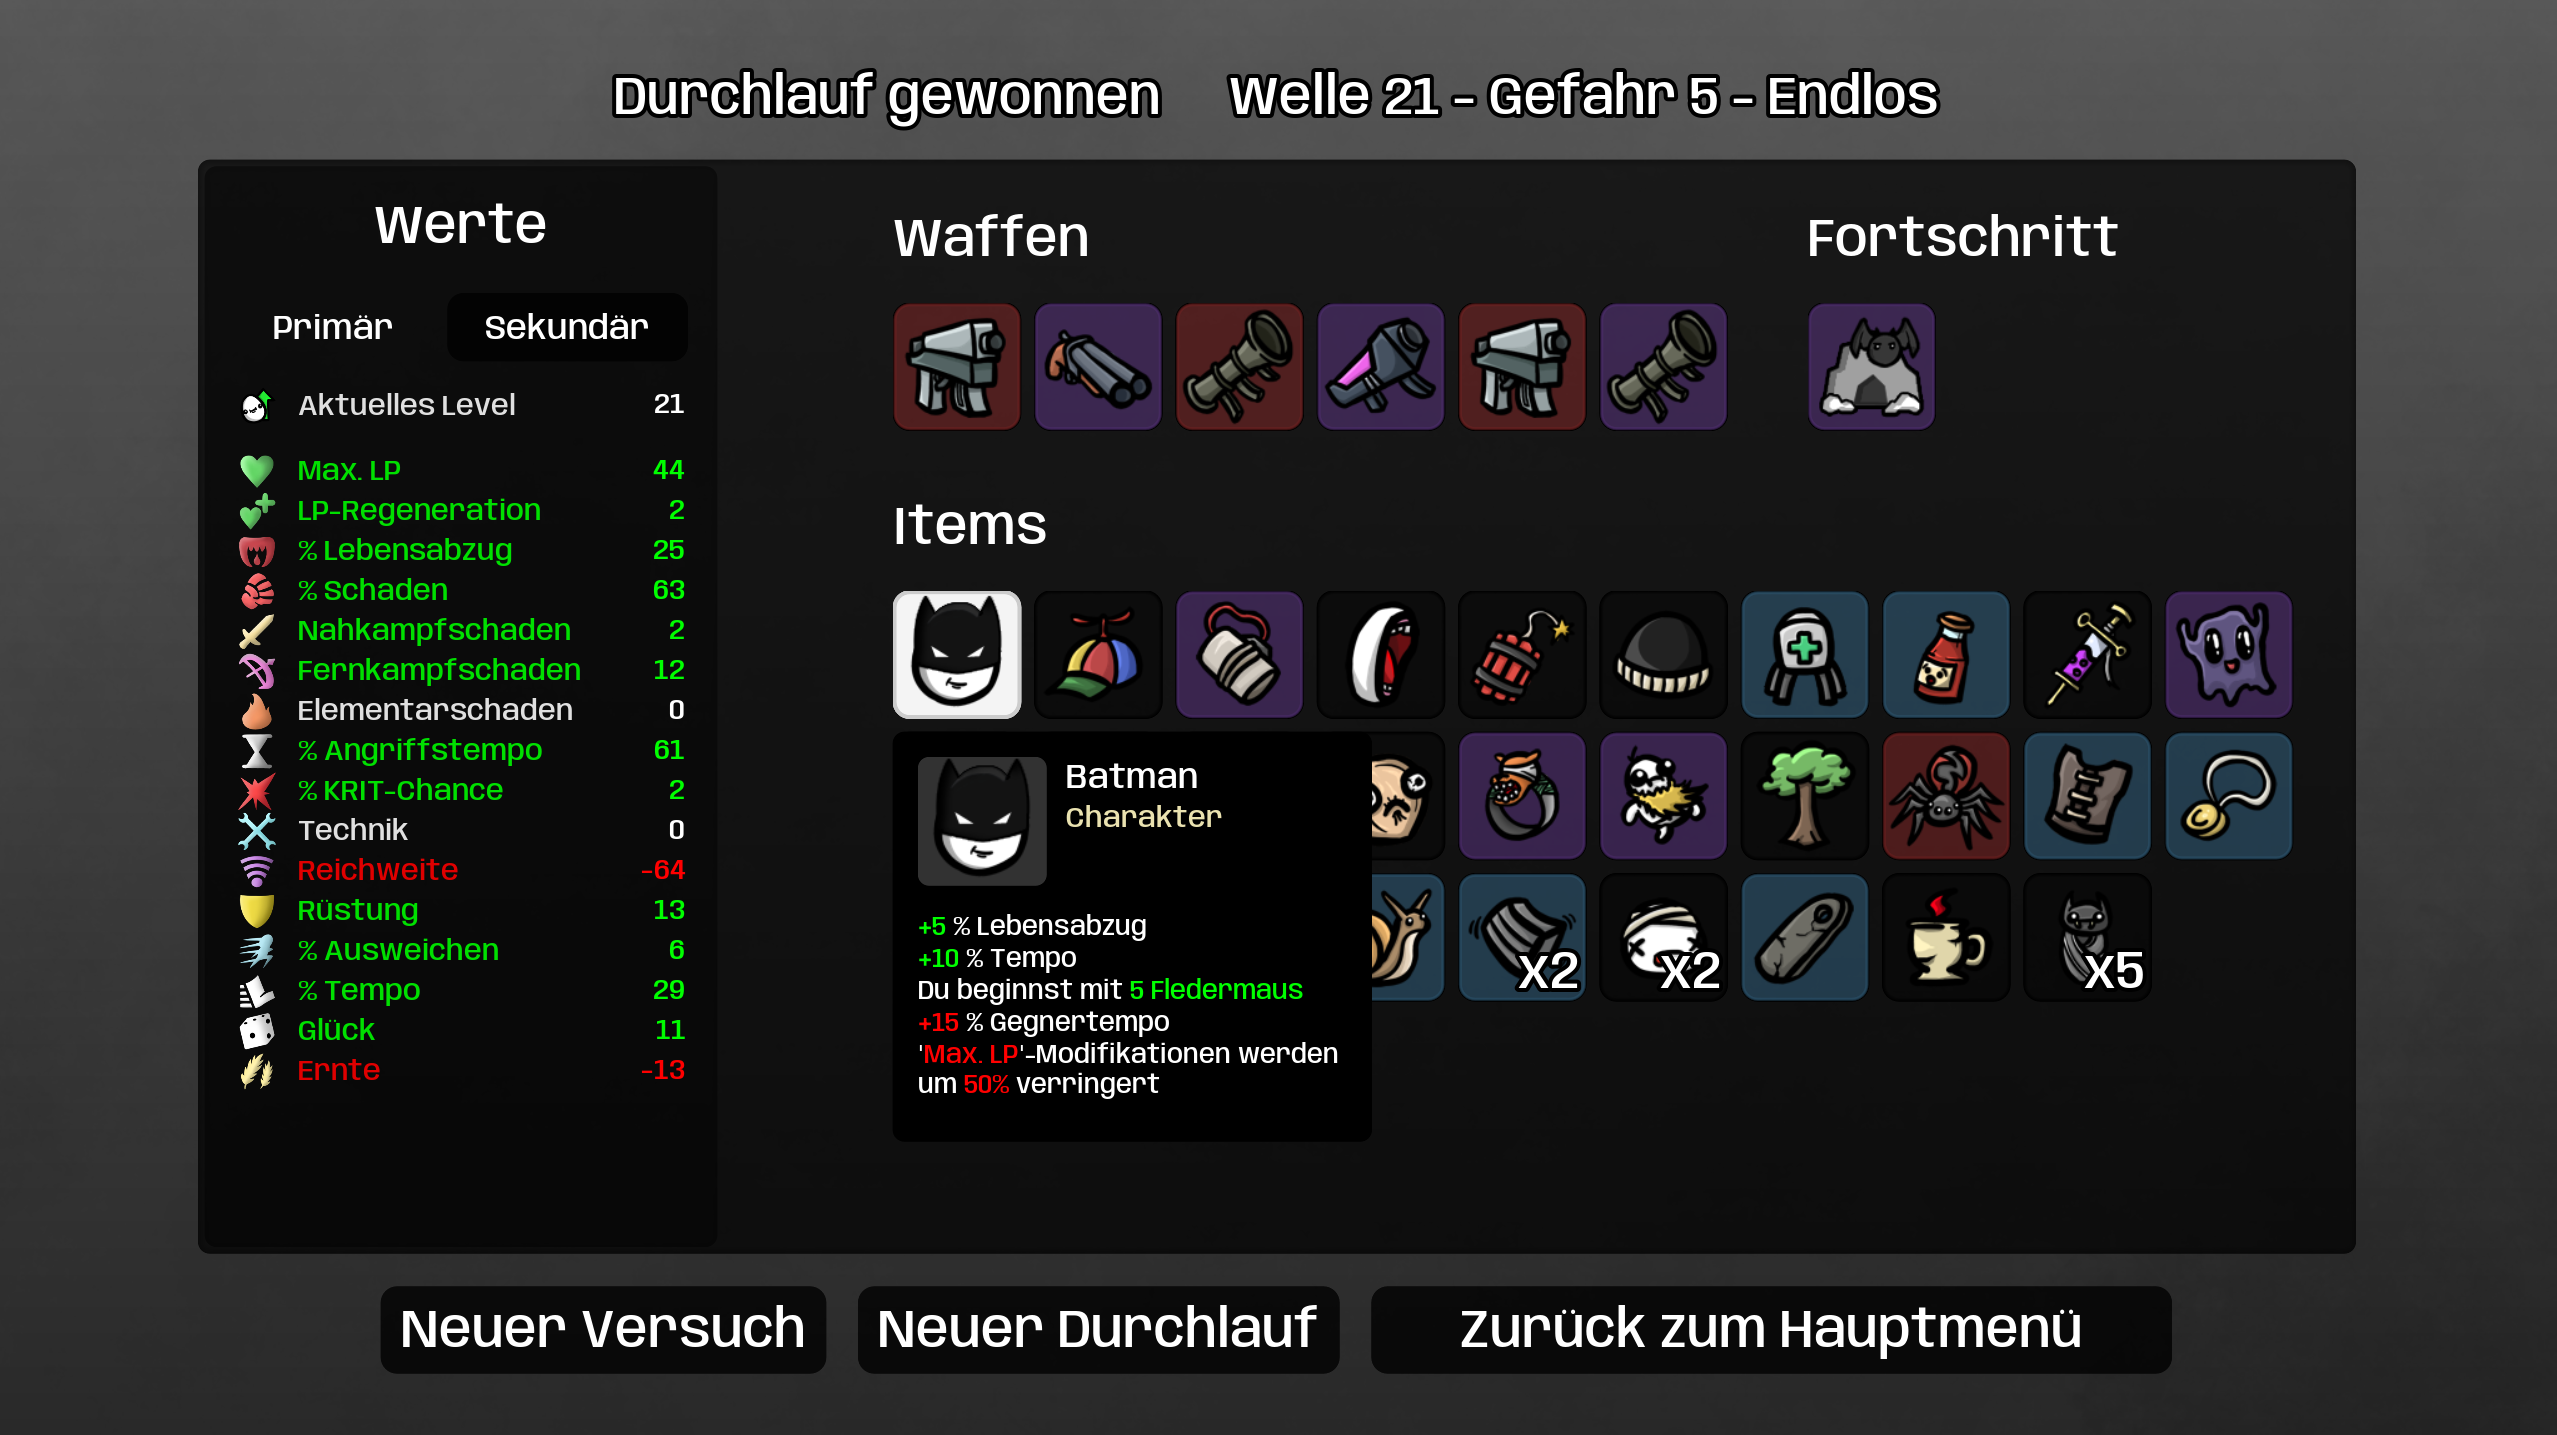 Durchlauf gewonnen Welle 21 - Gefahr 5 - Endlos
Werte
Primär Sekundär
Aktuelles Level 21
Max. LP 44
LP-Regeneration 2
% Lebensabzug 25
% Schaden 63
Nahkampfschaden 2
Fernkampfschaden 12
Elementarschaden 0
% Angriffstempo 61
% KRIT-Chance 2
Technik 0
Reichweite -64
Rüstung 13
% Ausweichen 6
% Tempo 29
Glück 11
Ernte -13
Waffen
Fortschritt
Items
Batman
Charakter
+5 % Lebensabzug
+10 % Tempo
Du beginnst mit 5 Fledermaus
+15 % Gegnertempo
'Max. LP'-Modifikationen werden
um 50% verringert
X2
X2
X5
Neuer Versuch
Neuer Durchlauf
Zurück zum Hauptmenü